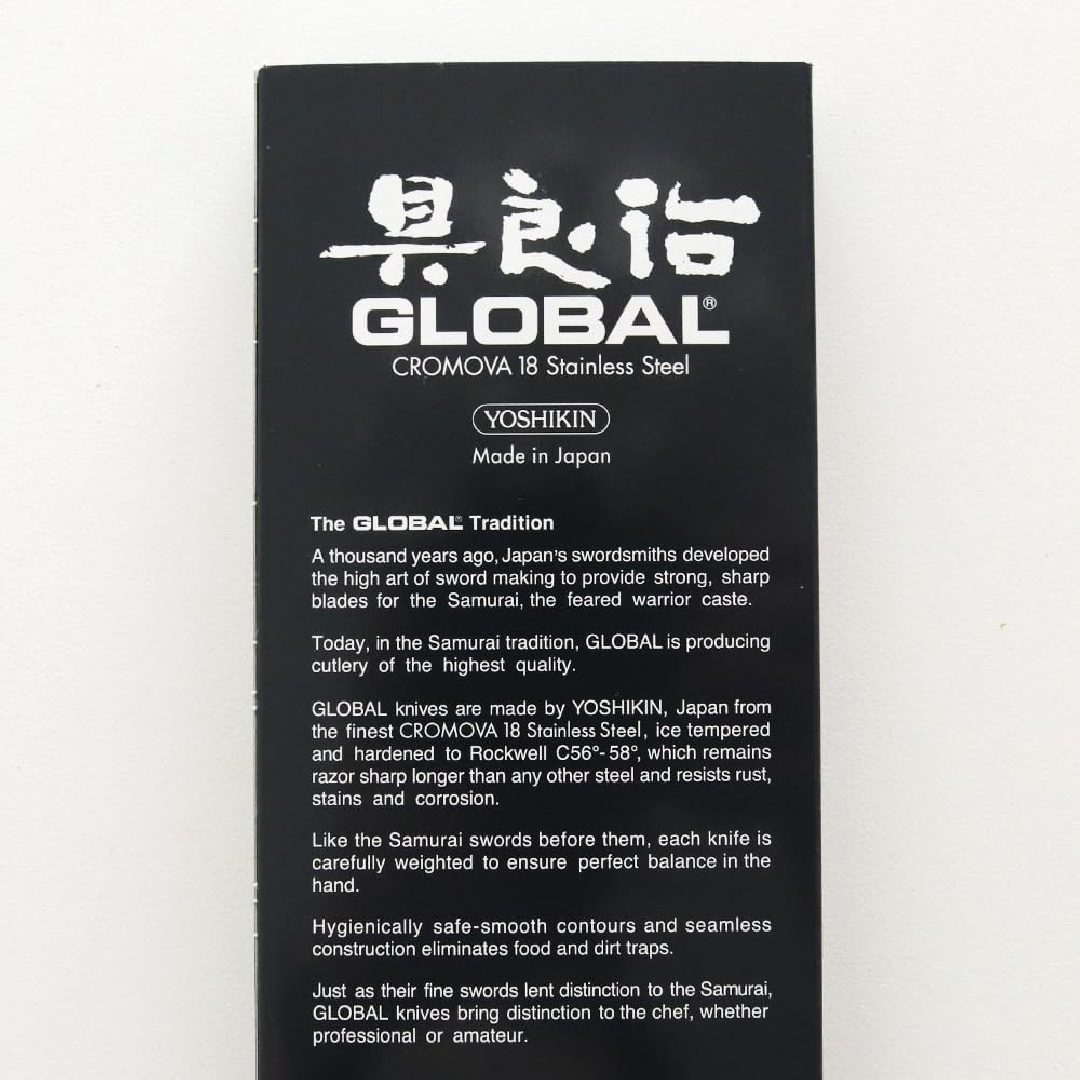 具良治
GLOBAL®
CROMOVA 18 Stainless Steel
YOSHIKIN
Made in Japan
The GLOBAL® Tradition
A thousand years ago, Japan's swordsmiths developed
the high art of sword making to provide strong, sharp
blades for the Samurai, the feared warrior caste.
Today, in the Samurai tradition, GLOBAL is producing
cutlery of the highest quality.
GLOBAL knives are made by YOSHIKIN, Japan from
the finest CROMOVA 18 Stainless Steel, ice tempered
and hardened to Rockwell C56°-58°, which remains
razor sharp longer than any other steel and resists rust,
stains and corrosion.
Like the Samurai swords before them, each knife is
carefully weighted to ensure perfect balance in the
hand.
Hygienically safe-smooth contours and seamless
construction eliminates food and dirt traps.
Just as their fine swords lent distinction to the Samurai,
GLOBAL knives bring distinction to the chef, whether
professional or amateur.